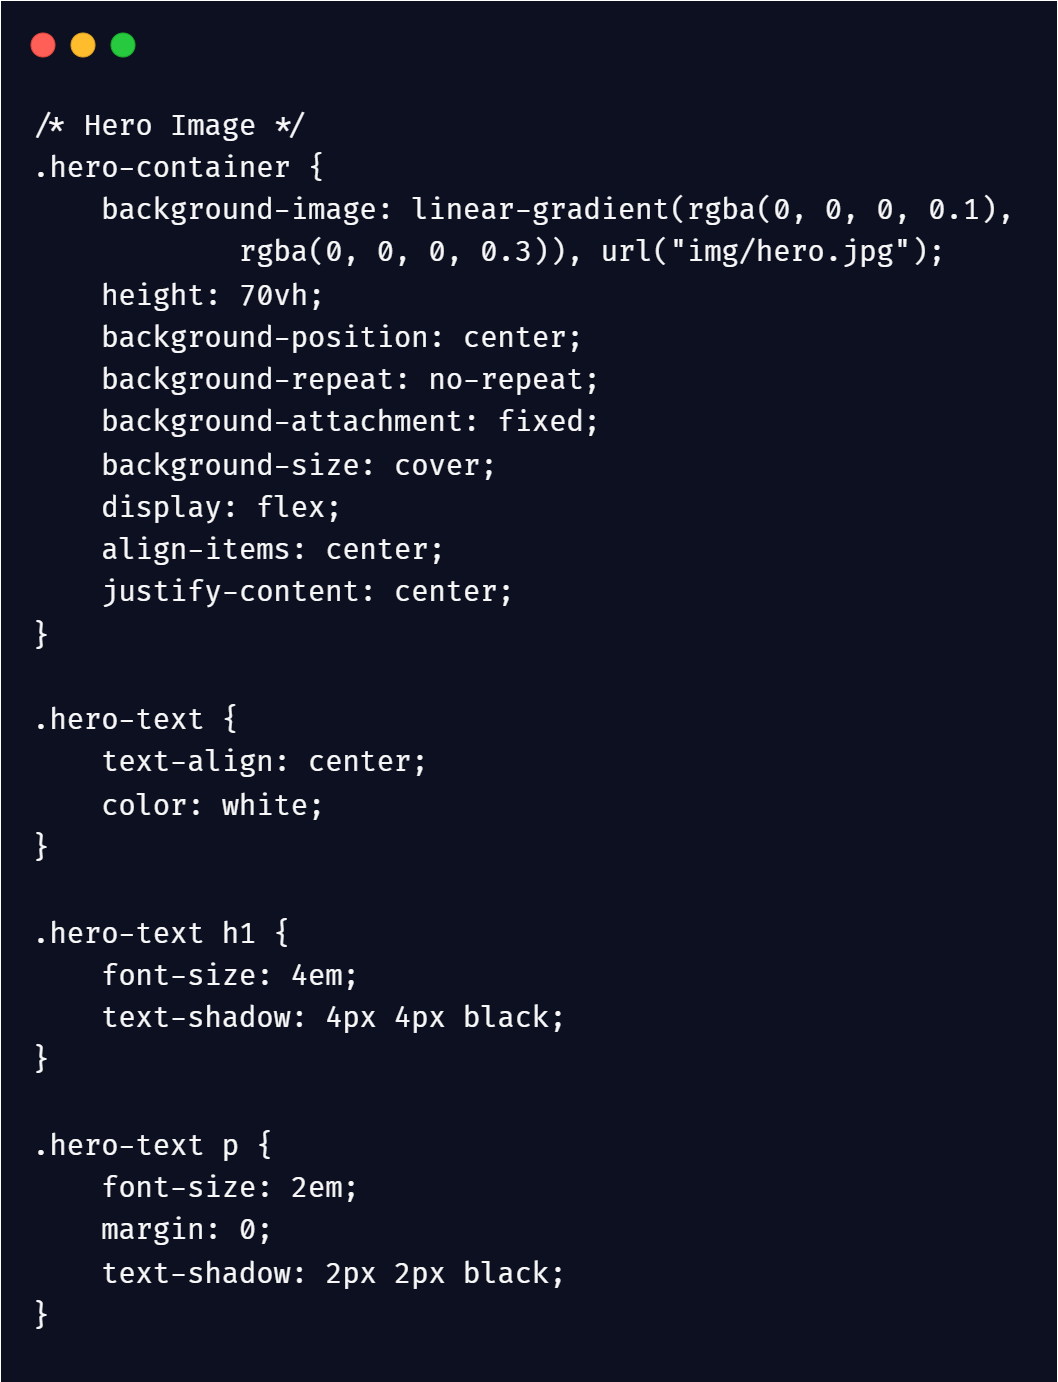 /* Hero Image */
.hero-container {
    background-image: linear-gradient(rgba(0, 0, 0, 0.1),
            rgba(0, 0, 0, 0.3)), url("img/hero.jpg");
    height: 70vh;
    background-position: center;
    background-repeat: no-repeat;
    background-attachment: fixed;
    background-size: cover;
    display: flex;
    align-items: center;
    justify-content: center;
}

.hero-text {
    text-align: center;
    color: white;
}

.hero-text h1 {
    font-size: 4em;
    text-shadow: 4px 4px black;
}

.hero-text p {
    font-size: 2em;
    margin: 0;
    text-shadow: 2px 2px black;
}